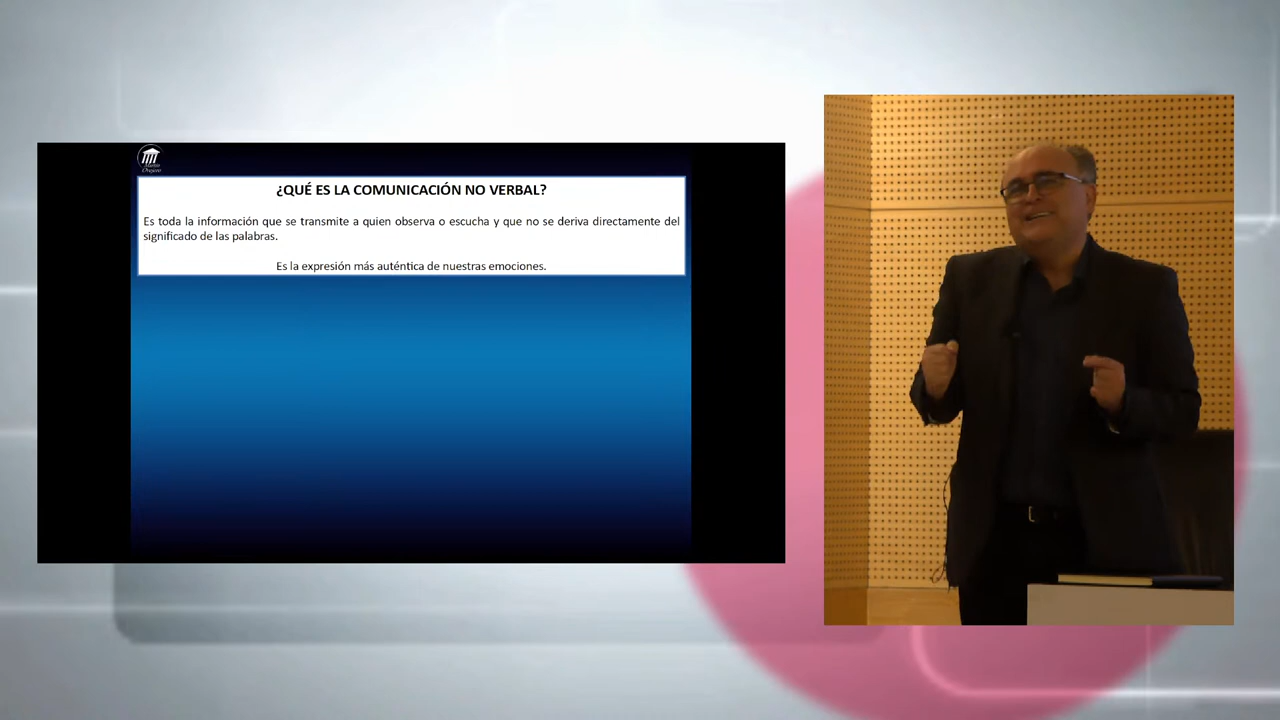 ¿QUÉ ES LA COMUNICACIÓN NO VERBAL?
Es toda la información que se transmite a quien observa o escucha y que no se deriva directamente del
significado de las palabras.
Es la expresión más auténtica de nuestras emociones.